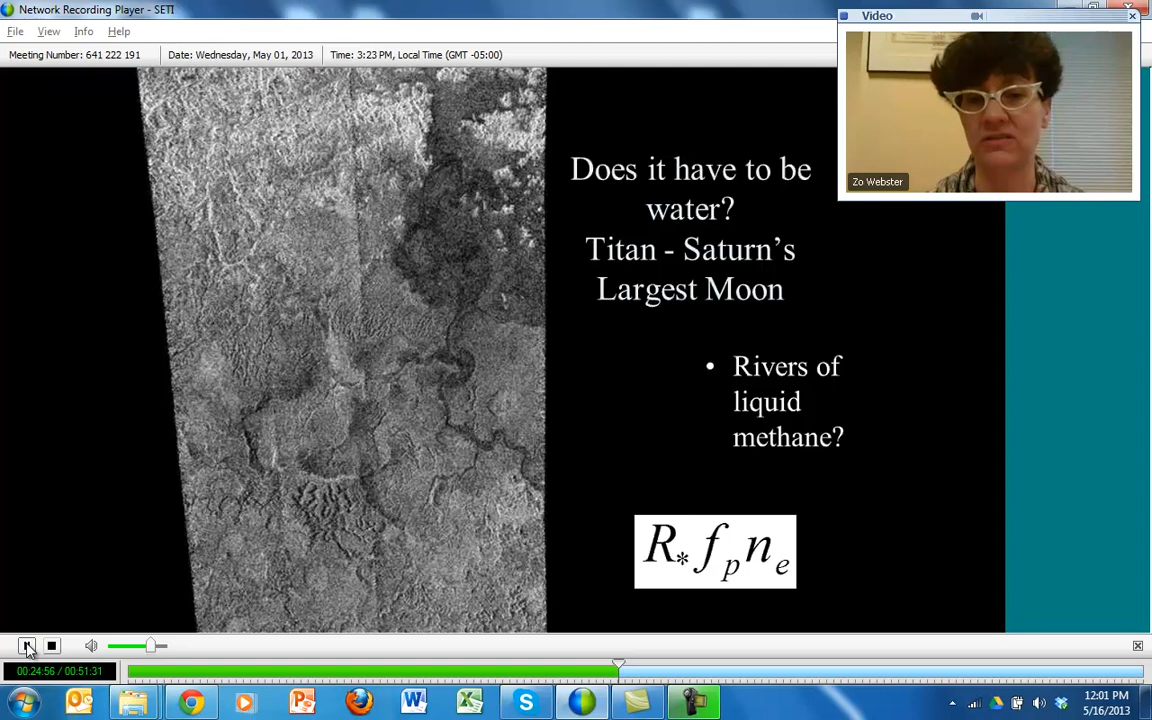 Network Recording Player - SETI
File View Info Help
Meeting Number: 641 222 191 Date: Wednesday, May 01, 2013 Time: 3:23 PM, Local Time (GMT -05:00)
Video
Zo Webster
Does it have to be
water?
Titan - Saturn’s
Largest Moon
• Rivers of
liquid
methane?
R* fp ne
00:24:56 / 00:51:31
12:01 PM
5/16/2013